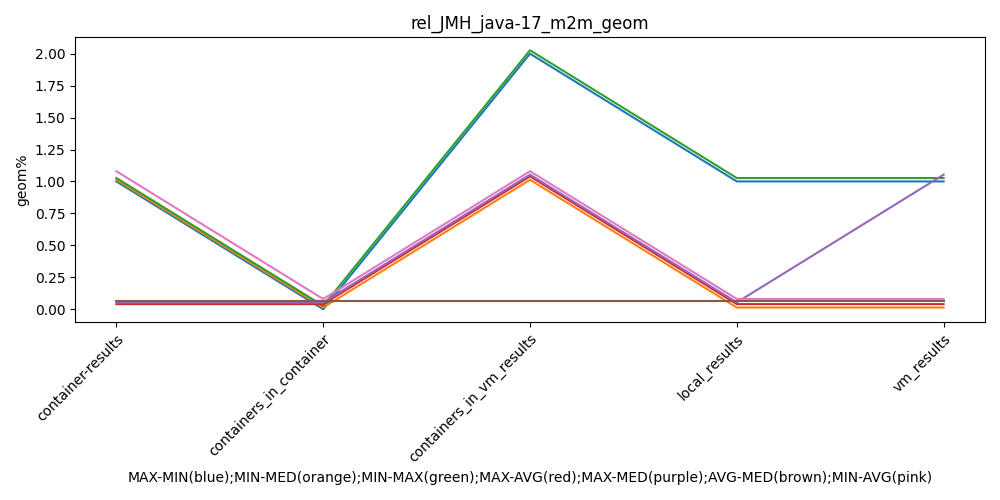 rel_JMH_java-17_m2m_geom
geom%
2.00
1.75
1.50
1.25
1.00
0.75
0.50
0.25
0.00
container-results
containers_in_container
containers_in_vm_results
local_results
vm_results
MAX-MIN(blue);MIN-MED(orange);MIN-MAX(green);MAX-AVG(red);MAX-MED(purple);AVG-MED(brown);MIN-AVG(pink)